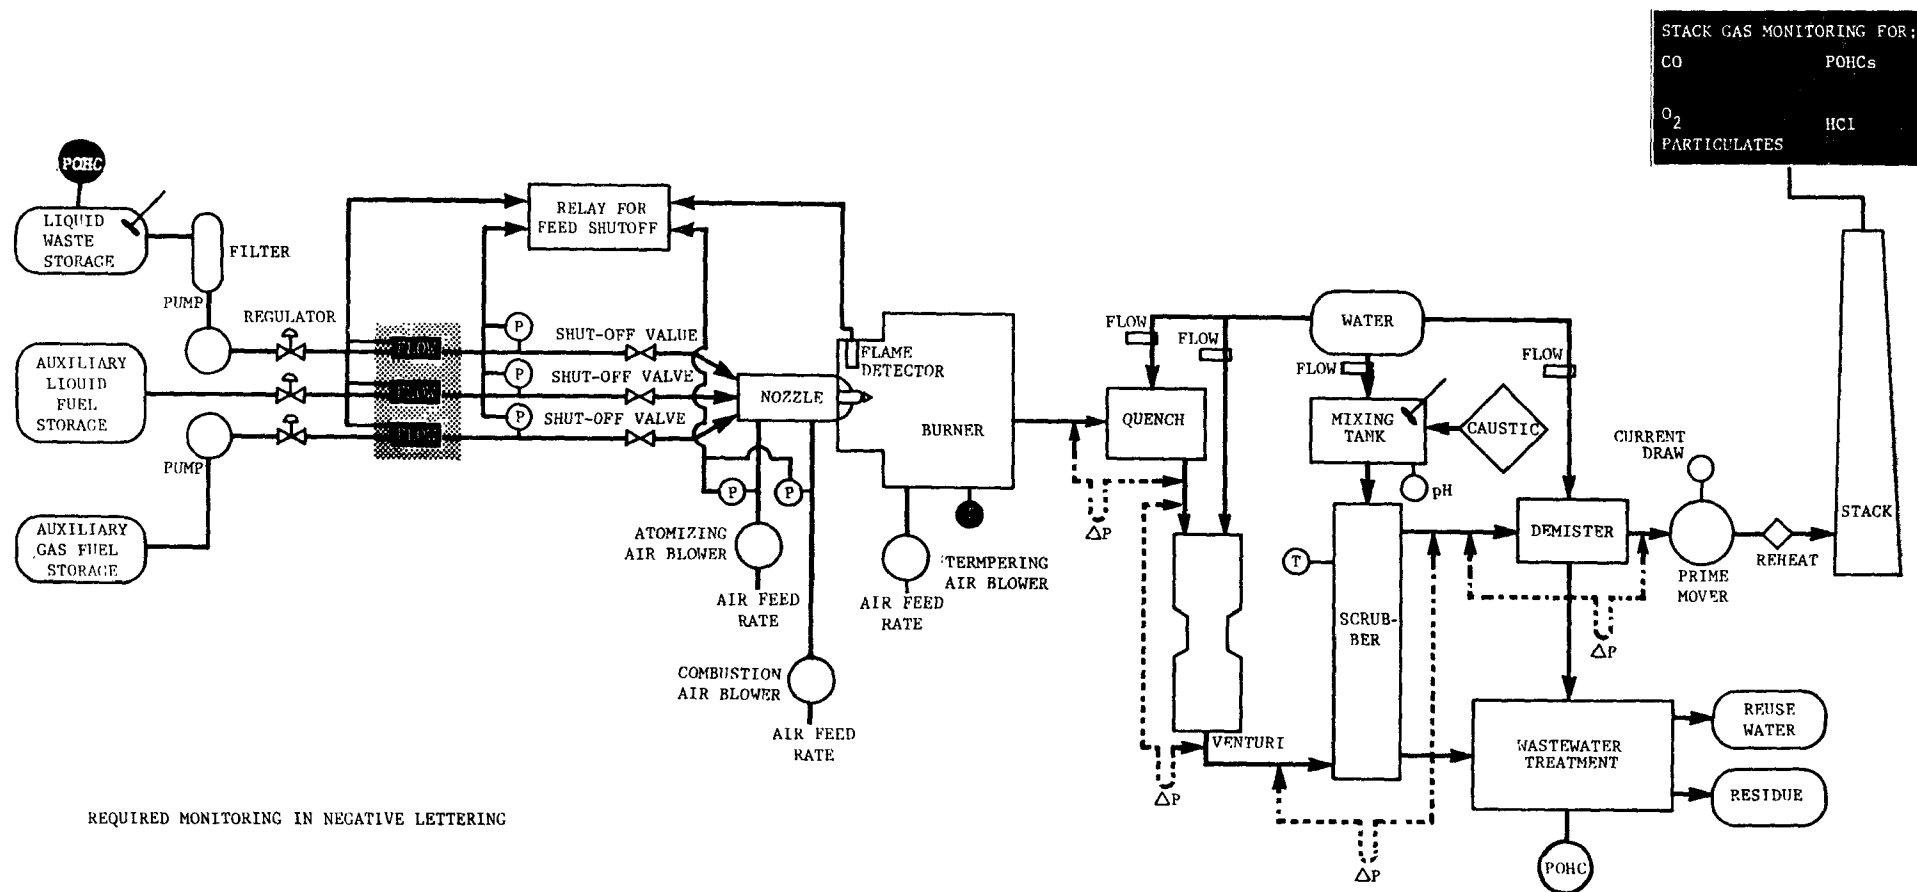 STACK GAS MONITORING FOR:
CO POHCs
O2 HCl
PARTICULATES
POHC
LIQUID
WASTE
STORAGE
FILTER
PUMP
REGULATOR
RELAY FOR
FEED SHUTOFF
AUXILIARY
LIQUID
FUEL
STORAGE
PUMP
AUXILIARY
GAS FUEL
STORAGE
FLOW
FLOW
FLOW
P
P
P
SHUT-OFF VALUE
SHUT-OFF VALVE
SHUT-OFF VALVE
FLAME
DETECTOR
NOZZLE
BURNER
P
P
ATOMIZING
AIR BLOWER
AIR FEED
RATE
COMBUSTION
AIR BLOWER
AIR FEED
RATE
TERMPERING
AIR BLOWER
AIR FEED
RATE
FLOW
FLOW
WATER
FLOW
FLOW
QUENCH
MIXING
TANK
CAUSTIC
pH
△P
T
SCRUB-
BER
VENTURI
△P
△P
DEMISTER
△P
CURRENT
DRAW
PRIME
MOVER
REHEAT
STACK
WASTEWATER
TREATMENT
REUSE
WATER
RESIDUE
POHC
REQUIRED MONITORING IN NEGATIVE LETTERING